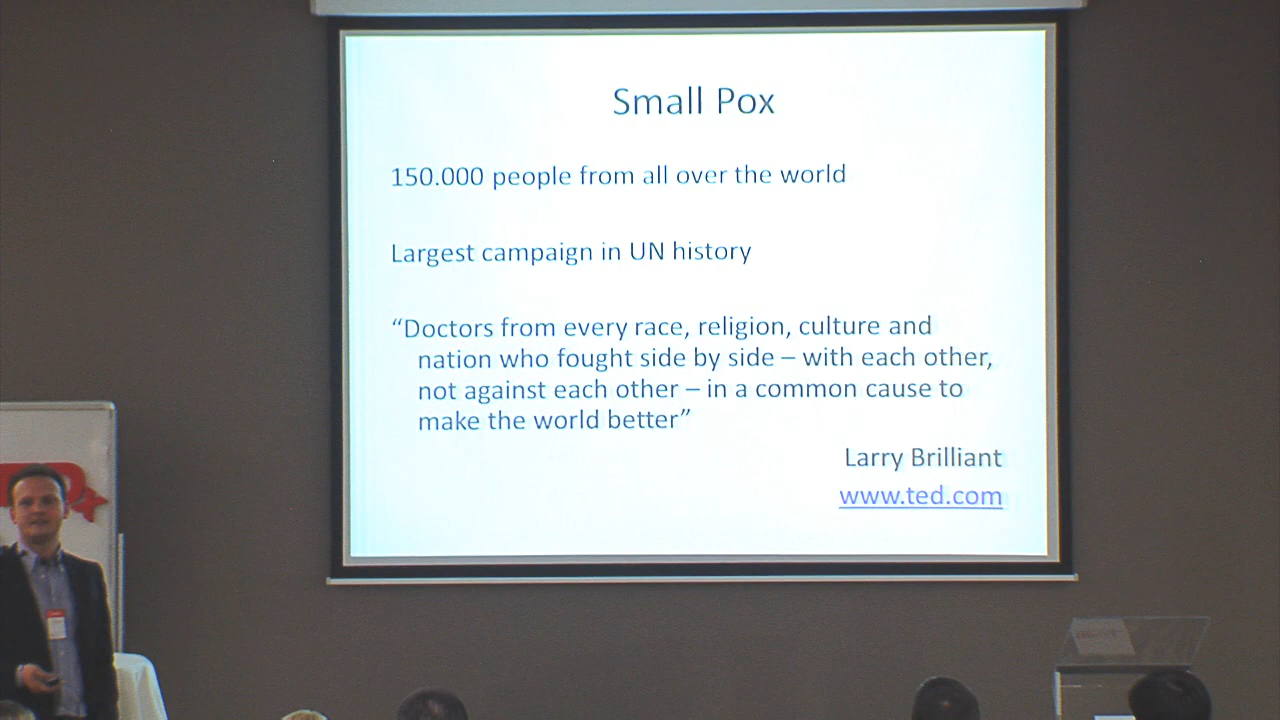 Small Pox
150.000 people from all over the world
Largest campaign in UN history
“Doctors from every race, religion, culture and
nation who fought side by side – with each other,
not against each other – in a common cause to
make the world better”
Larry Brilliant
www.ted.com